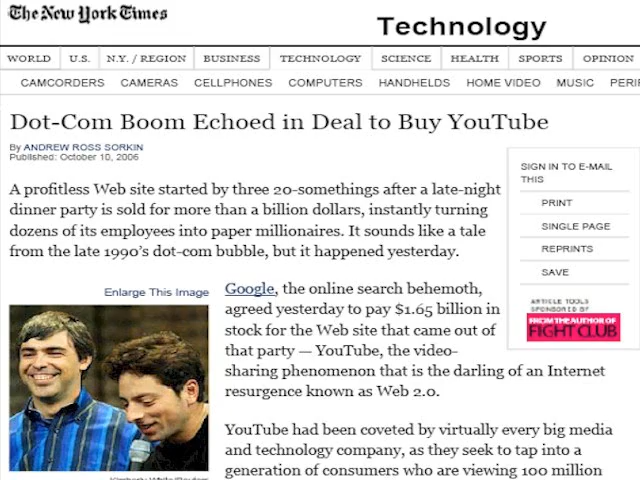 The New York Times
Technology
WORLD U.S. N.Y. / REGION BUSINESS TECHNOLOGY SCIENCE HEALTH SPORTS OPINION
CAMCORDERS CAMERAS CELLPHONES COMPUTERS HANDHELDS HOME VIDEO MUSIC PERI
Dot-Com Boom Echoed in Deal to Buy YouTube
By ANDREW ROSS SORKIN
Published: October 10, 2006
A profitless Web site started by three 20-somethings after a late-night
dinner party is sold for more than a billion dollars, instantly turning
dozens of its employees into paper millionaires. It sounds like a tale
from the late 1990's dot-com bubble, but it happened yesterday.
SIGN IN TO E-MAIL
THIS
PRINT
SINGLE PAGE
REPRINTS
SAVE
ARTICLE TOOLS
SPONSORED BY
FROM THE AUTHOR OF
FIGHT CLUB
Enlarge This Image
Google, the online search behemoth,
agreed yesterday to pay $1.65 billion in
stock for the Web site that came out of
that party — YouTube, the video-
sharing phenomenon that is the darling of an Internet
resurgence known as Web 2.0.
YouTube had been coveted by virtually every big media
and technology company, as they seek to tap into a
generation of consumers who are viewing 100 million